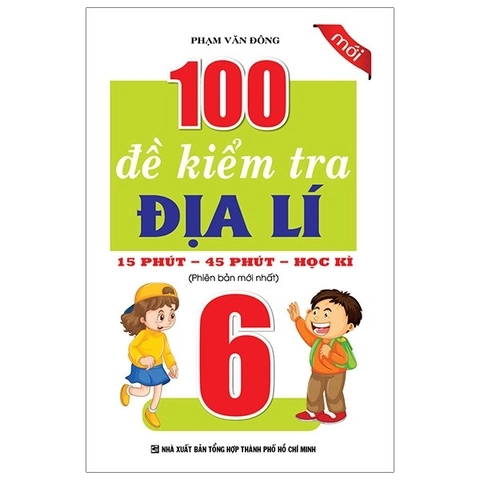 PHẠM VĂN ĐÔNG
mới
100
đề kiểm tra
ĐỊA LÍ
15 PHÚT – 45 PHÚT – HỌC KÌ
(Phiên bản mới nhất)
6
NHÀ XUẤT BẢN TỔNG HỢP THÀNH PHỐ HỒ CHÍ MINH